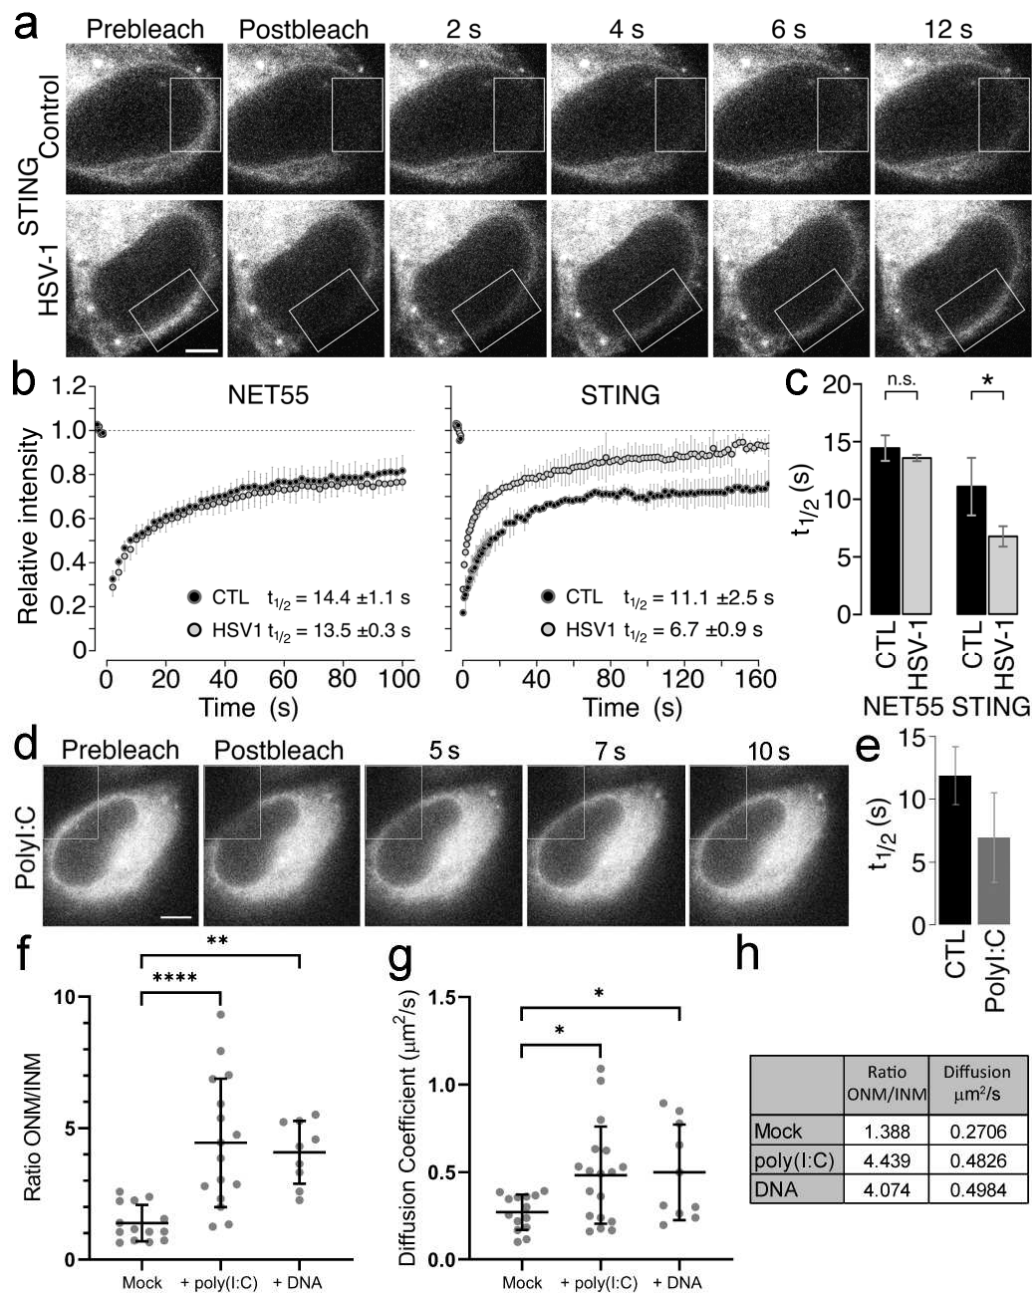 a
Prebleach Postbleach 2 s 4 s 6 s 12 s
STING
Control
HSV-1
b
NET55
Relative intensity
1.2
1.0
0.8
0.6
0.4
0.2
0
CTL t1/2 = 14.4 ±1.1 s
HSV1 t1/2 = 13.5 ±0.3 s
0 20 40 60 80 100
Time (s)
STING
CTL t1/2 = 11.1 ±2.5 s
HSV1 t1/2 = 6.7 ±0.9 s
0 40 80 120 160
Time (s)
c
t1/2 (s)
20
15
10
5
0
n.s.
*
CTL HSV-1 CTL HSV-1
NET55 STING
d
Prebleach Postbleach 5 s 7 s 10 s
PolyI:C
e
t1/2 (s)
15
10
5
0
CTL PolyI:C
f
Ratio ONM/INM
10
5
0
**
****
Mock + poly(I:C) + DNA
g
Diffusion Coefficient (μm2/s)
1.5
1.0
0.5
0.0
*
*
Mock + poly(I:C) + DNA
h
Ratio ONM/INM Diffusion μm2/s
Mock 1.388 0.2706
poly(I:C) 4.439 0.4826
DNA 4.074 0.4984